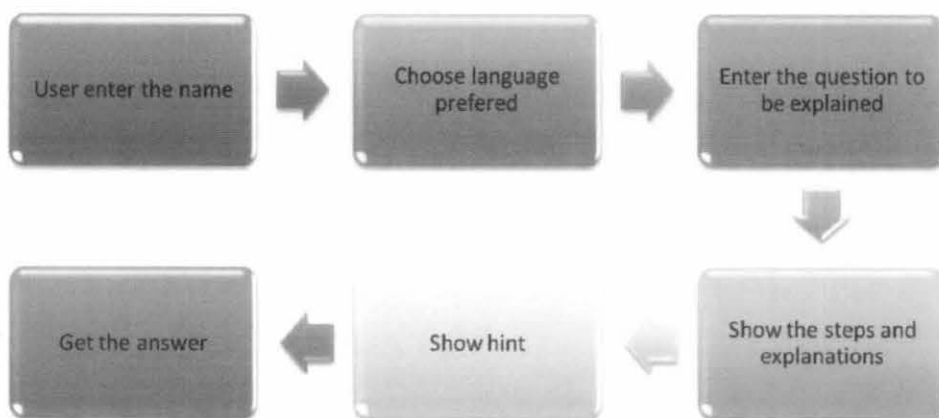 User enter the name
Choose language
prefered
Enter the question to
be explained
Show the steps and
explanations
Show hint
Get the answer